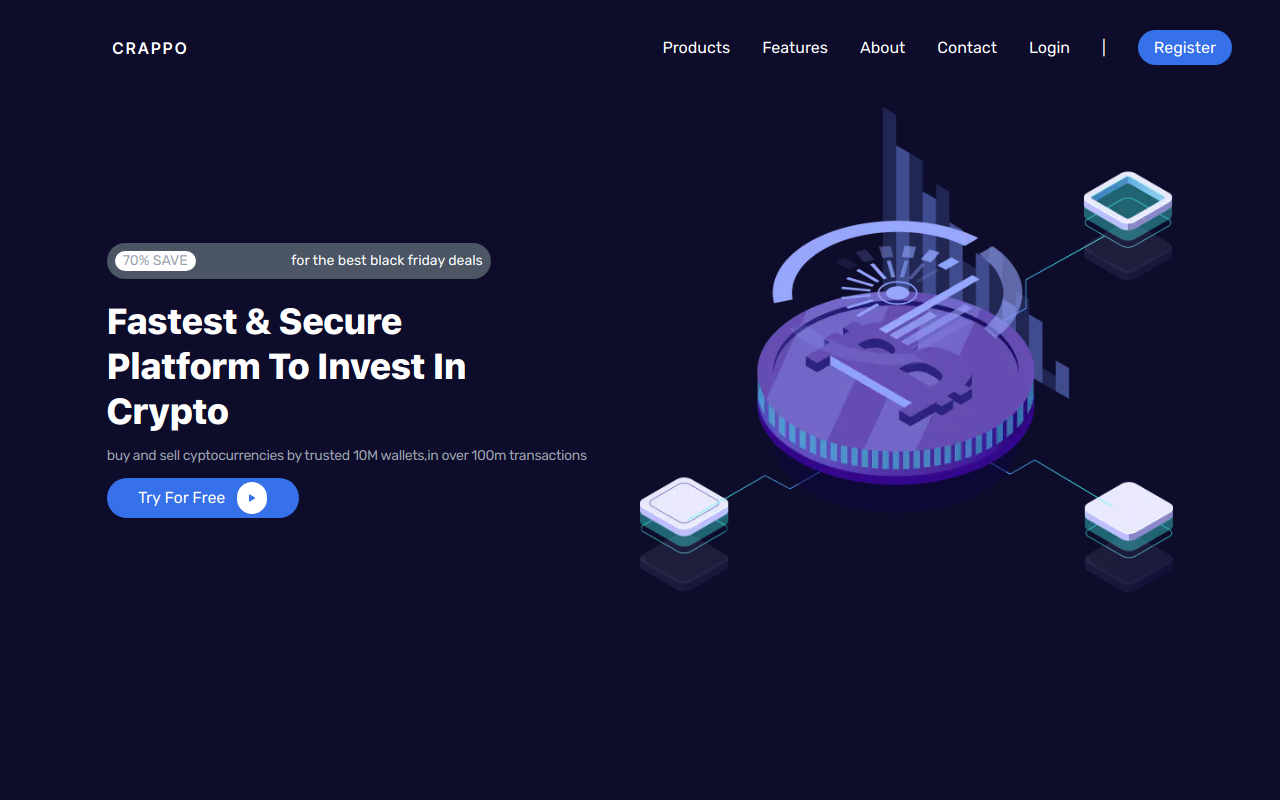 CRAPPO
Products Features About Contact Login | Register
70% SAVE for the best black friday deals
Fastest & Secure
Platform To Invest In
Crypto
buy and sell cyptocurrencies by trusted 10M wallets,in over 100m transactions
Try For Free